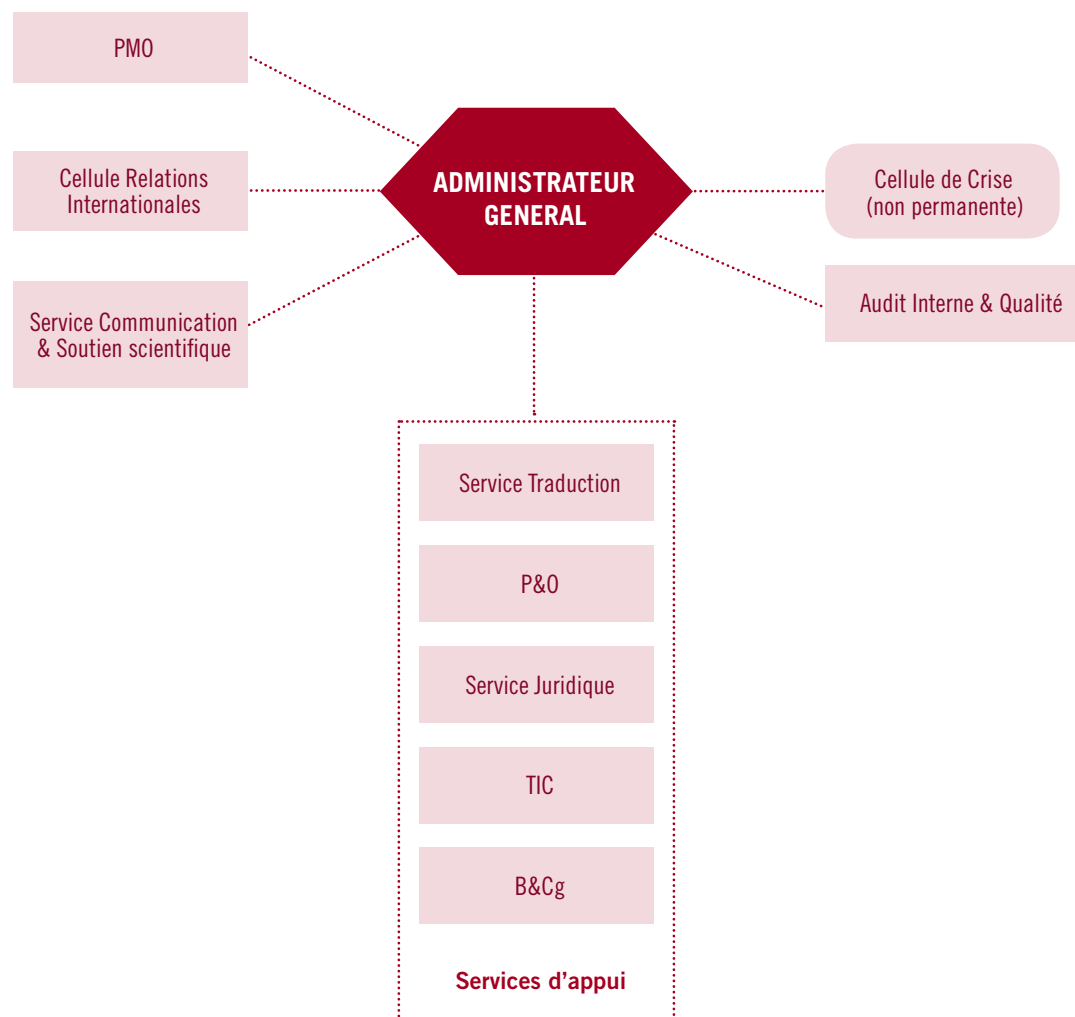 PMO
Cellule Relations
Internationales
Service Communication
& Soutien scientifique
ADMINISTRATEUR
GENERAL
Cellule de Crise
(non permanente)
Audit Interne & Qualité
Service Traduction
P&O
Service Juridique
TIC
B&Cg
Services d'appui